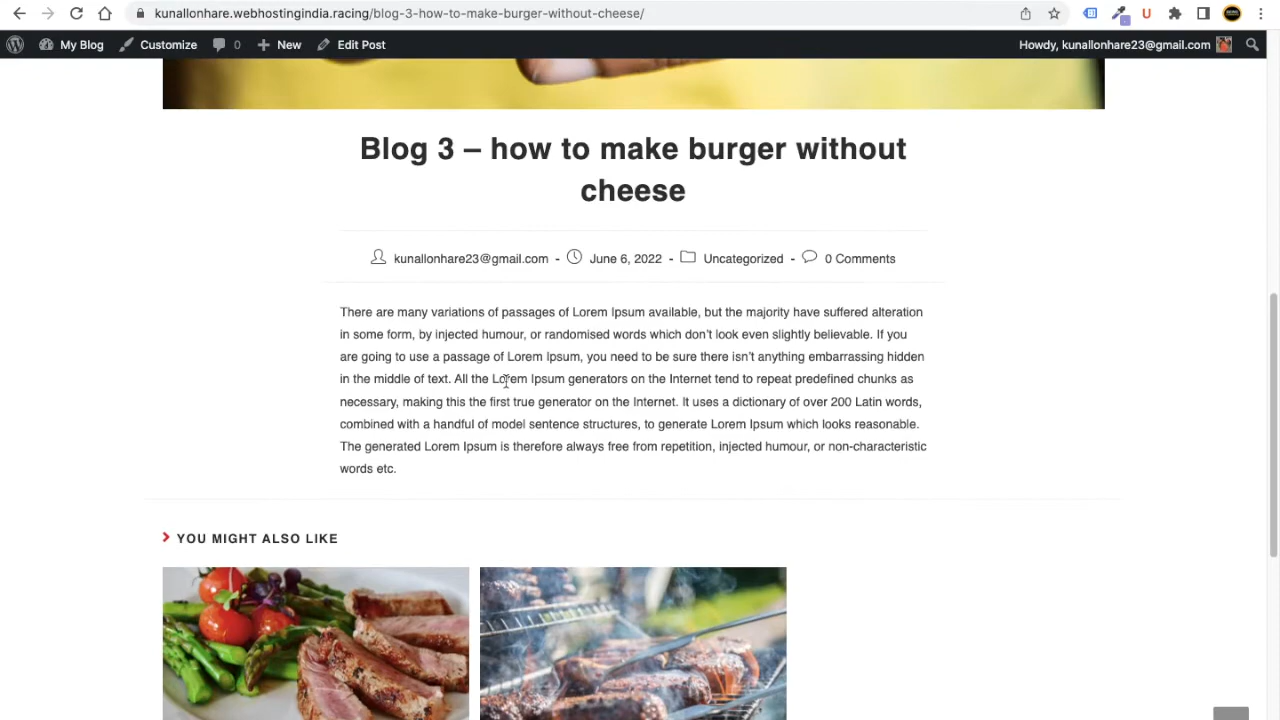 kunallonhare.webhostingindia.racing/blog-3-how-to-make-burger-without-cheese/
My Blog Customize 0 New Edit Post Howdy, kunallonhare23@gmail.com
Blog 3 – how to make burger without
cheese
kunallonhare23@gmail.com - June 6, 2022 - Uncategorized - 0 Comments
There are many variations of passages of Lorem Ipsum available, but the majority have suffered alteration
in some form, by injected humour, or randomised words which don’t look even slightly believable. If you
are going to use a passage of Lorem Ipsum, you need to be sure there isn’t anything embarrassing hidden
in the middle of text. All the Lorem Ipsum generators on the Internet tend to repeat predefined chunks as
necessary, making this the first true generator on the Internet. It uses a dictionary of over 200 Latin words,
combined with a handful of model sentence structures, to generate Lorem Ipsum which looks reasonable.
The generated Lorem Ipsum is therefore always free from repetition, injected humour, or non-characteristic
words etc.
YOU MIGHT ALSO LIKE